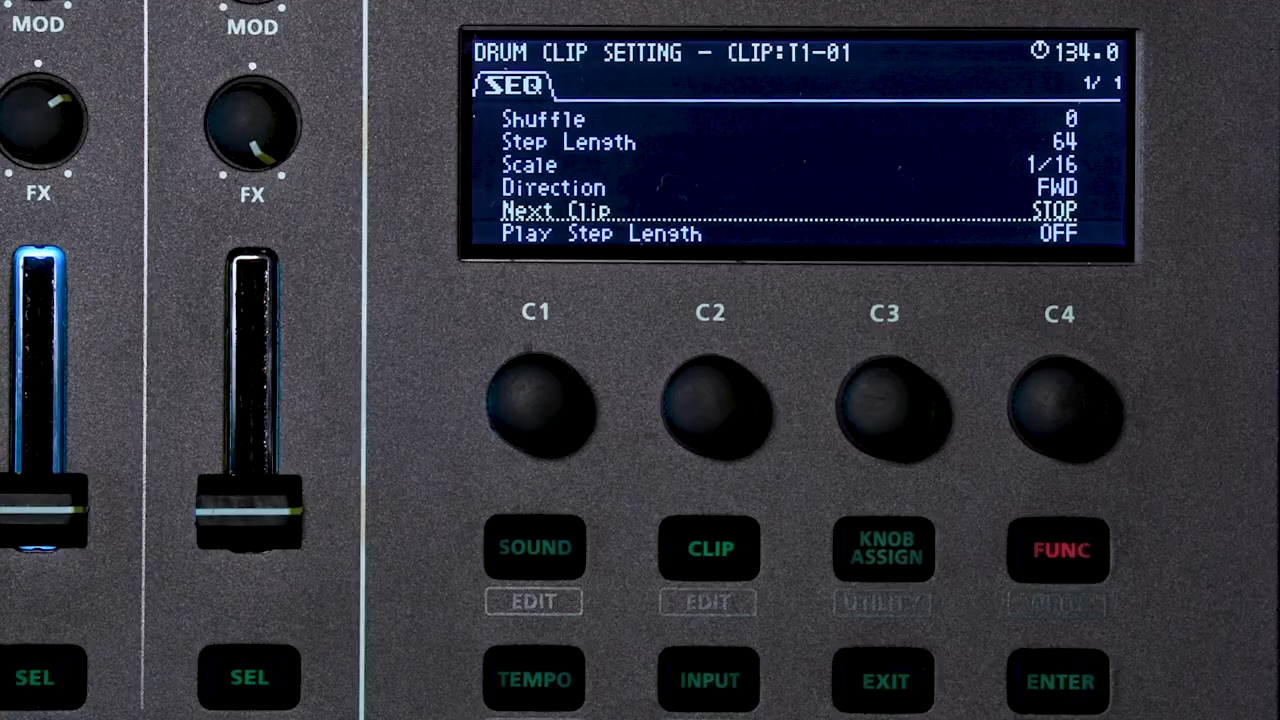 MOD MOD
DRUM CLIP SETTING - CLIP:T1-01 134.0
SEQ 1/ 1
Shuffle 0
Step Length 64
Scale 1/16
Direction FWD
Next Clip STOP
Play Step Length OFF
FX FX
C1 C2 C3 C4
SOUND CLIP KNOB ASSIGN FUNC
EDIT EDIT UTILITY
TEMPO INPUT EXIT ENTER
SEL SEL